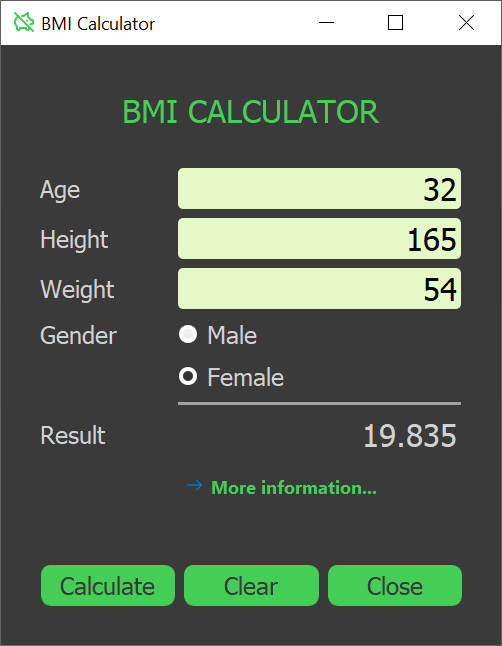 BMI Calculator
BMI CALCULATOR
Age 32
Height 165
Weight 54
Gender Male
Female
Result 19.835
More information...
Calculate Clear Close